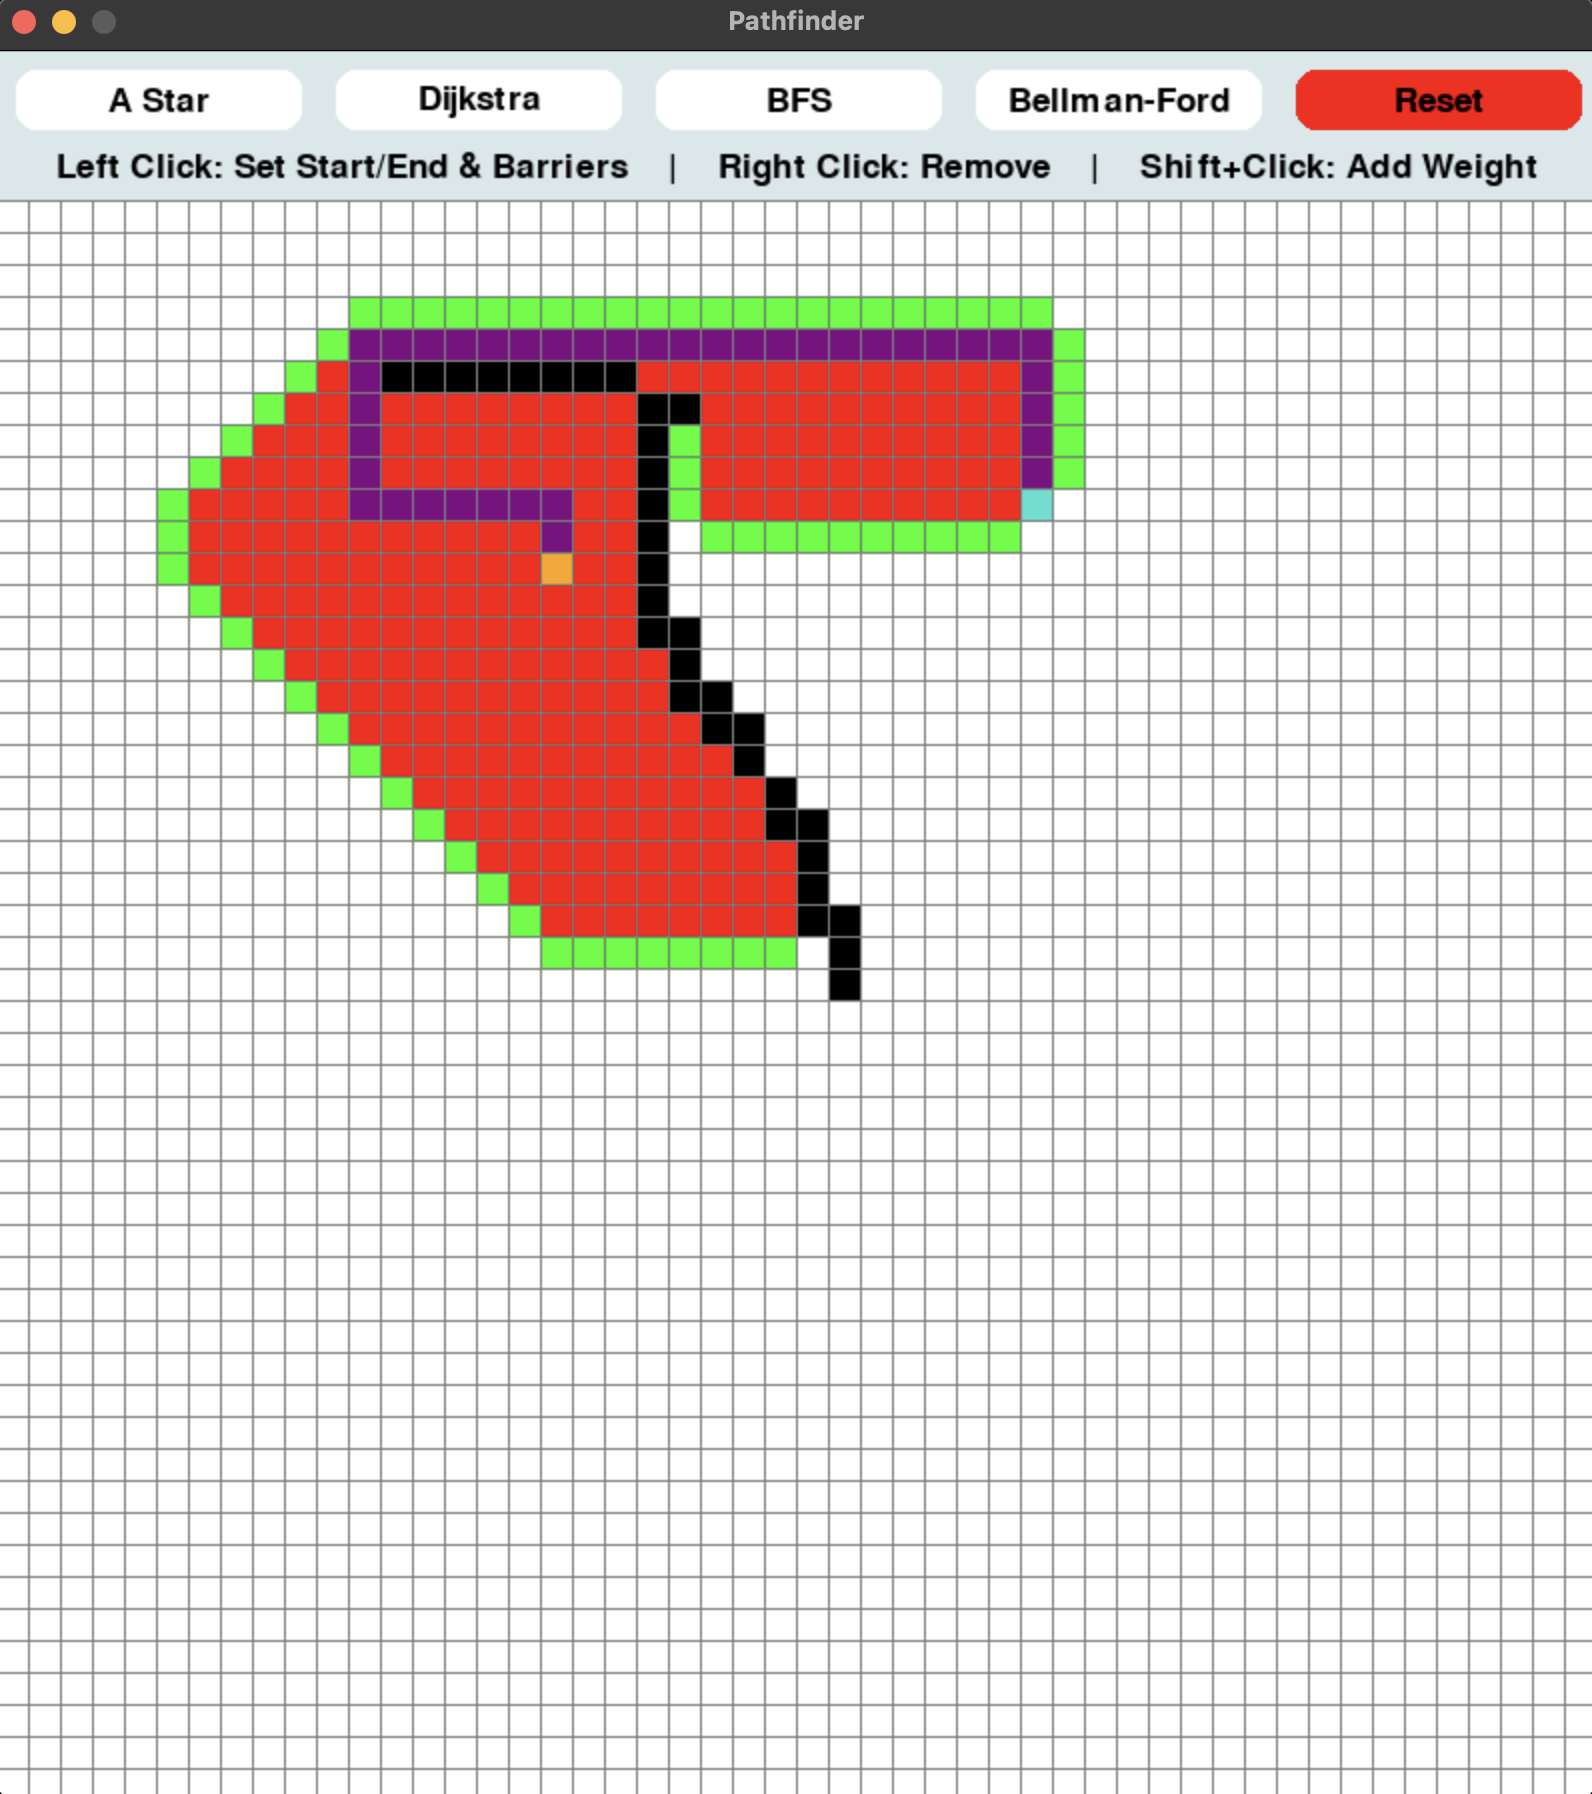 Pathfinder
A Star
Dijkstra
BFS
Bellman-Ford
Reset
Left Click: Set Start/End & Barriers | Right Click: Remove | Shift+Click: Add Weight